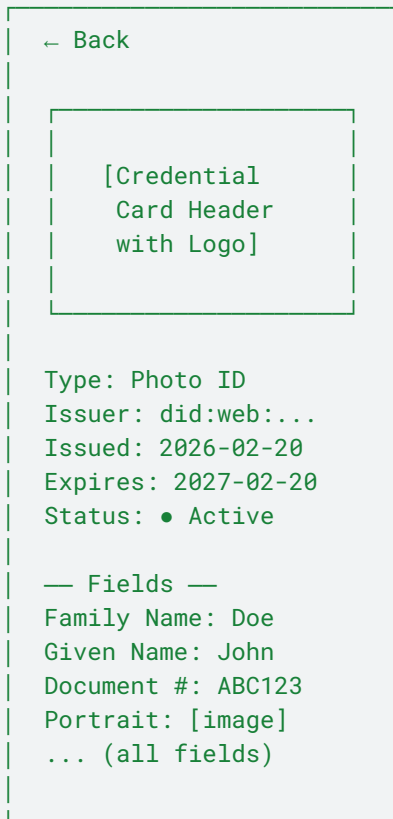 ← Back
[Credential
Card Header
with Logo]
Type: Photo ID
Issuer: did:web:...
Issued: 2026-02-20
Expires: 2027-02-20
Status: ● Active
── Fields ──
Family Name: Doe
Given Name: John
Document #: ABC123
Portrait: [image]
... (all fields)